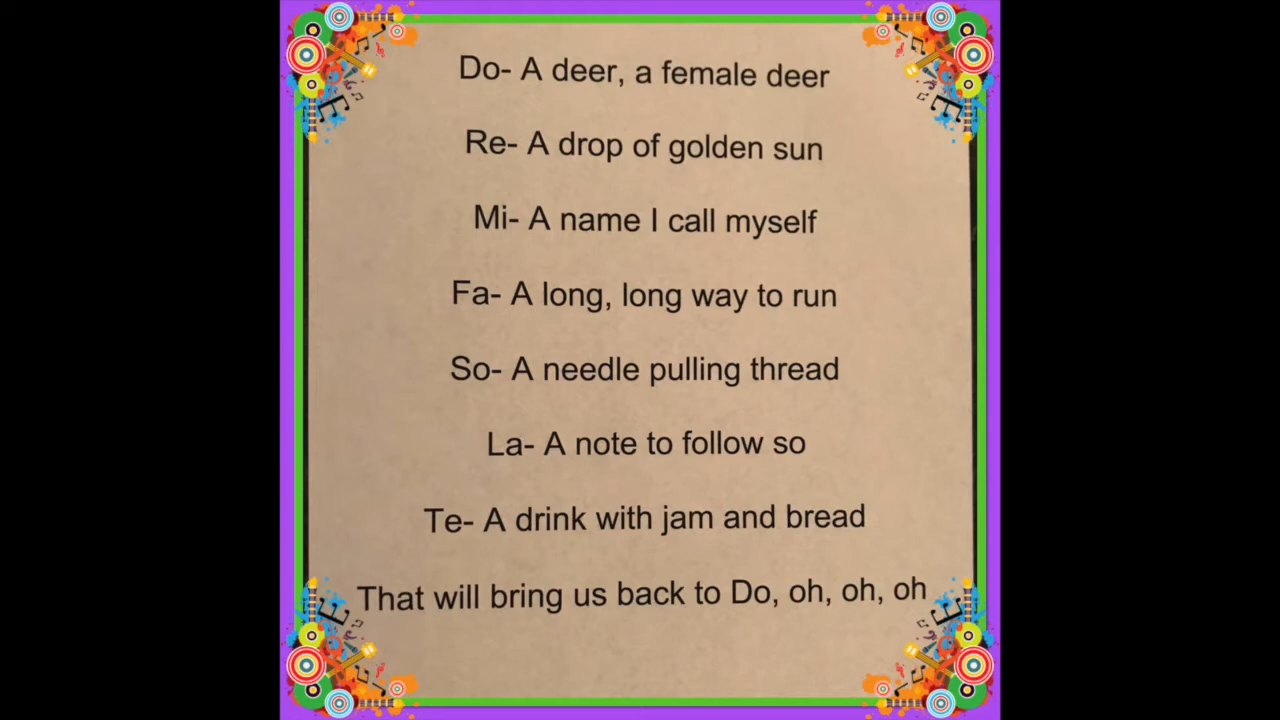 Do- A deer, a female deer
Re- A drop of golden sun
Mi- A name I call myself
Fa- A long, long way to run
So- A needle pulling thread
La- A note to follow so
Te- A drink with jam and bread
That will bring us back to Do, oh, oh, oh